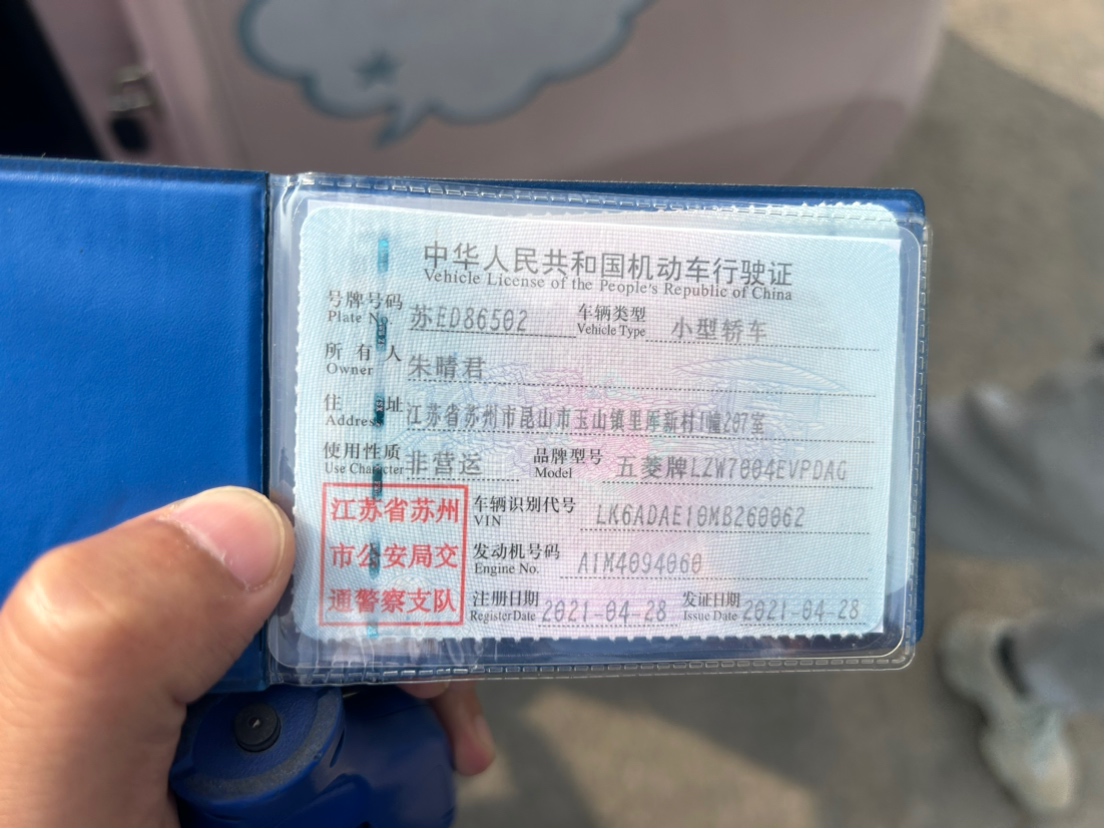 中华人民共和国机动车行驶证
Vehicle License of the People's Republic of China
号牌号码 苏ED86502 车辆类型 小型轿车
Plate No. Vehicle Type
所有人 朱晴君
Owner
住址 江苏省苏州市昆山市玉山镇里厍新村1幢207室
Address
使用性质 非营运 品牌型号 五菱牌LZW7004EVPDAG
Use Character Model
江苏省苏州
市公安局交
通警察支队
车辆识别代号 LK6ADAE10MB260062
VIN
发动机号码 A1M4094060
Engine No.
注册日期 2021-04-28 发证日期 2021-04-28
Register Date Issue Date